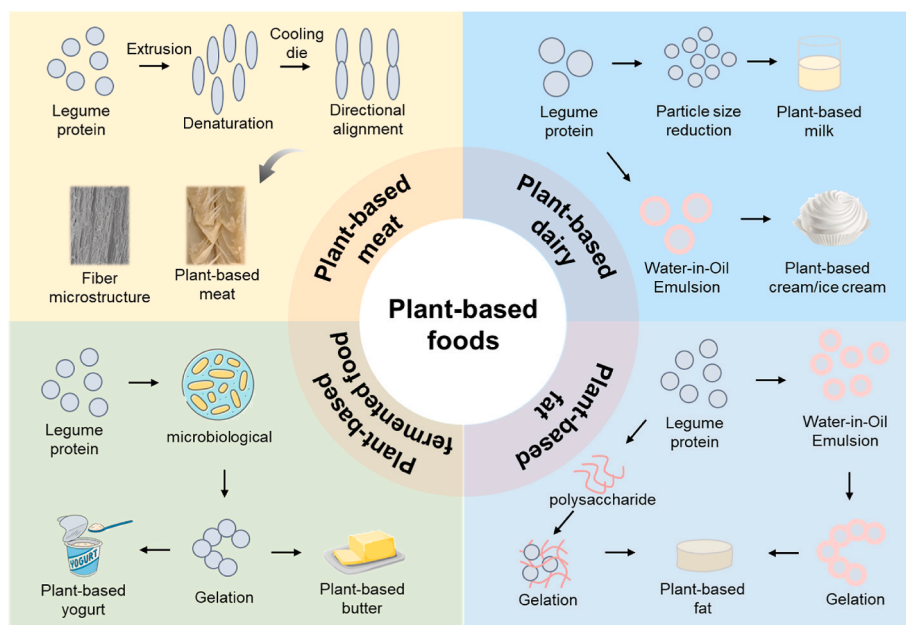 Legume
protein
Extrusion
Denaturation
Cooling
die
Directional
alignment
Fiber
microstructure
Plant-based
meat
Legume
protein
Particle size
reduction
Plant-based
milk
Water-in-Oil
Emulsion
Plant-based
cream/ice cream
Plant-based
meat
Plant-based
dairy
Plant-based
foods
Plant-based
fermented food
Plant-based
fat
Legume
protein
microbiological
Gelation
YOGURT
Plant-based
yogurt
Plant-based
butter
Legume
protein
Water-in-Oil
Emulsion
polysaccharide
Gelation
Plant-based
fat
Gelation